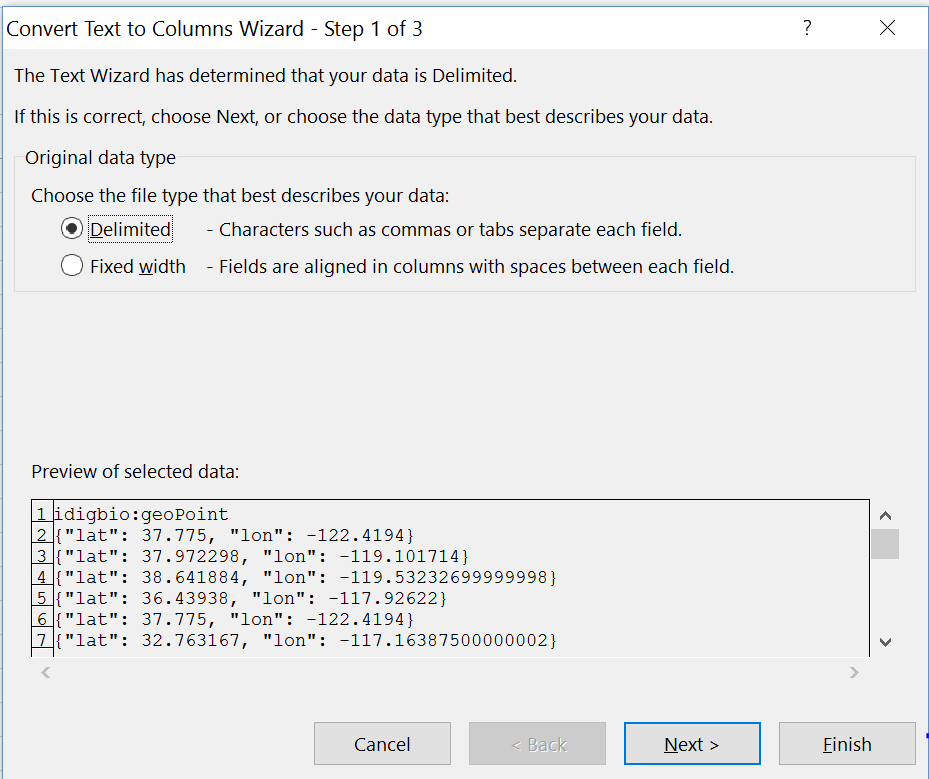 Convert Text to Columns Wizard - Step 1 of 3
The Text Wizard has determined that your data is Delimited.
If this is correct, choose Next, or choose the data type that best describes your data.
Original data type
Choose the file type that best describes your data:
Delimited - Characters such as commas or tabs separate each field.
Fixed width - Fields are aligned in columns with spaces between each field.
Preview of selected data:
1 idigbio:geoPoint
2 {"lat": 37.775, "lon": -122.4194}
3 {"lat": 37.972298, "lon": -119.101714}
4 {"lat": 38.641884, "lon": -119.53232699999998}
5 {"lat": 36.43938, "lon": -117.92622}
6 {"lat": 37.775, "lon": -122.4194}
7 {"lat": 32.763167, "lon": -117.16387500000002}
Cancel < Back Next > Finish